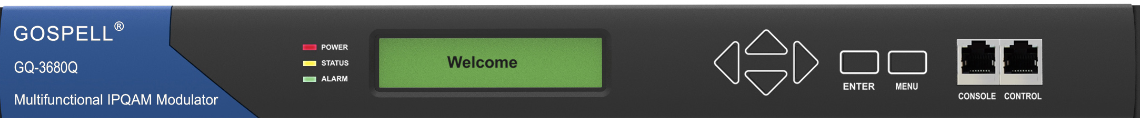 GOSPELL®
GQ-3680Q
Multifunctional IPQAM Modulator
POWER
STATUS
ALARM
Welcome
ENTER
MENU
CONSOLE
CONTROL